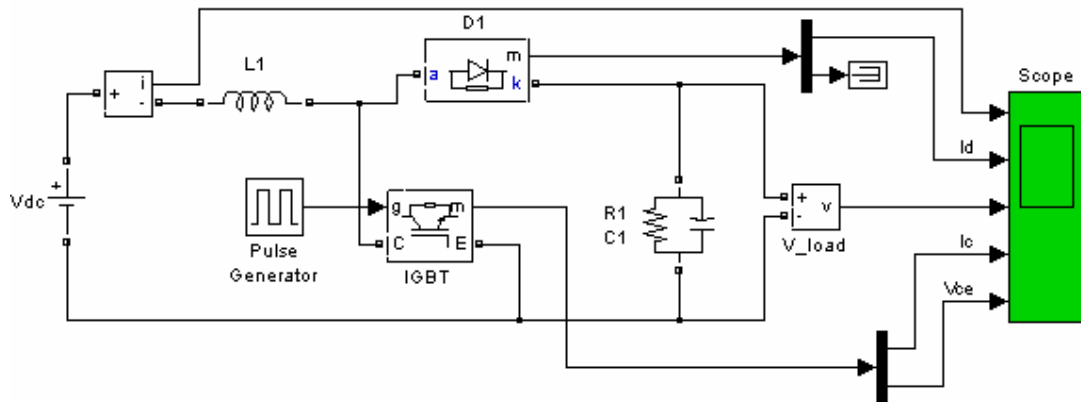 D1
L1
i
+
-
a
m
k
Scope
Id
Vdc
+
Pulse
Generator
g
m
C
E
IGBT
R1
C1
+
-
v
V_load
Ic
Vce